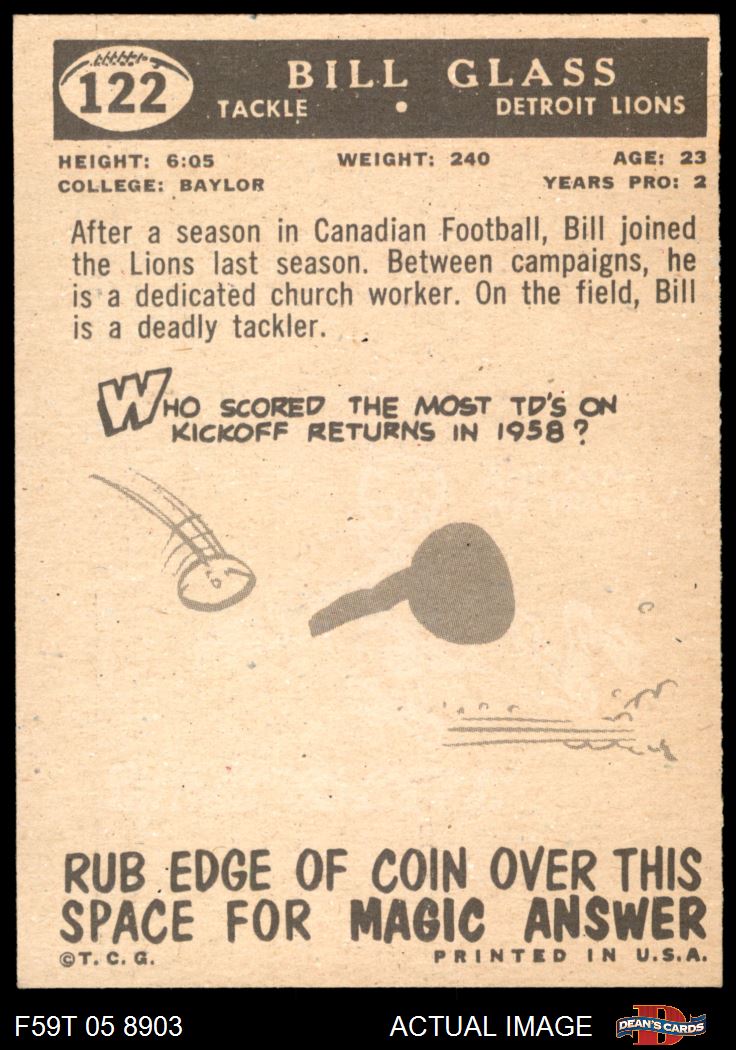 122
BILL GLASS
TACKLE • DETROIT LIONS
HEIGHT: 6:05 WEIGHT: 240 AGE: 23
COLLEGE: BAYLOR YEARS PRO: 2
After a season in Canadian Football, Bill joined
the Lions last season. Between campaigns, he
is a dedicated church worker. On the field, Bill
is a deadly tackler.
WHO SCORED THE MOST TD'S ON
KICKOFF RETURNS IN 1958?
RUB EDGE OF COIN OVER THIS
SPACE FOR MAGIC ANSWER
©T.C.G. PRINTED IN U.S.A.
F59T 05 8903 ACTUAL IMAGE D DEAN'S CARDS